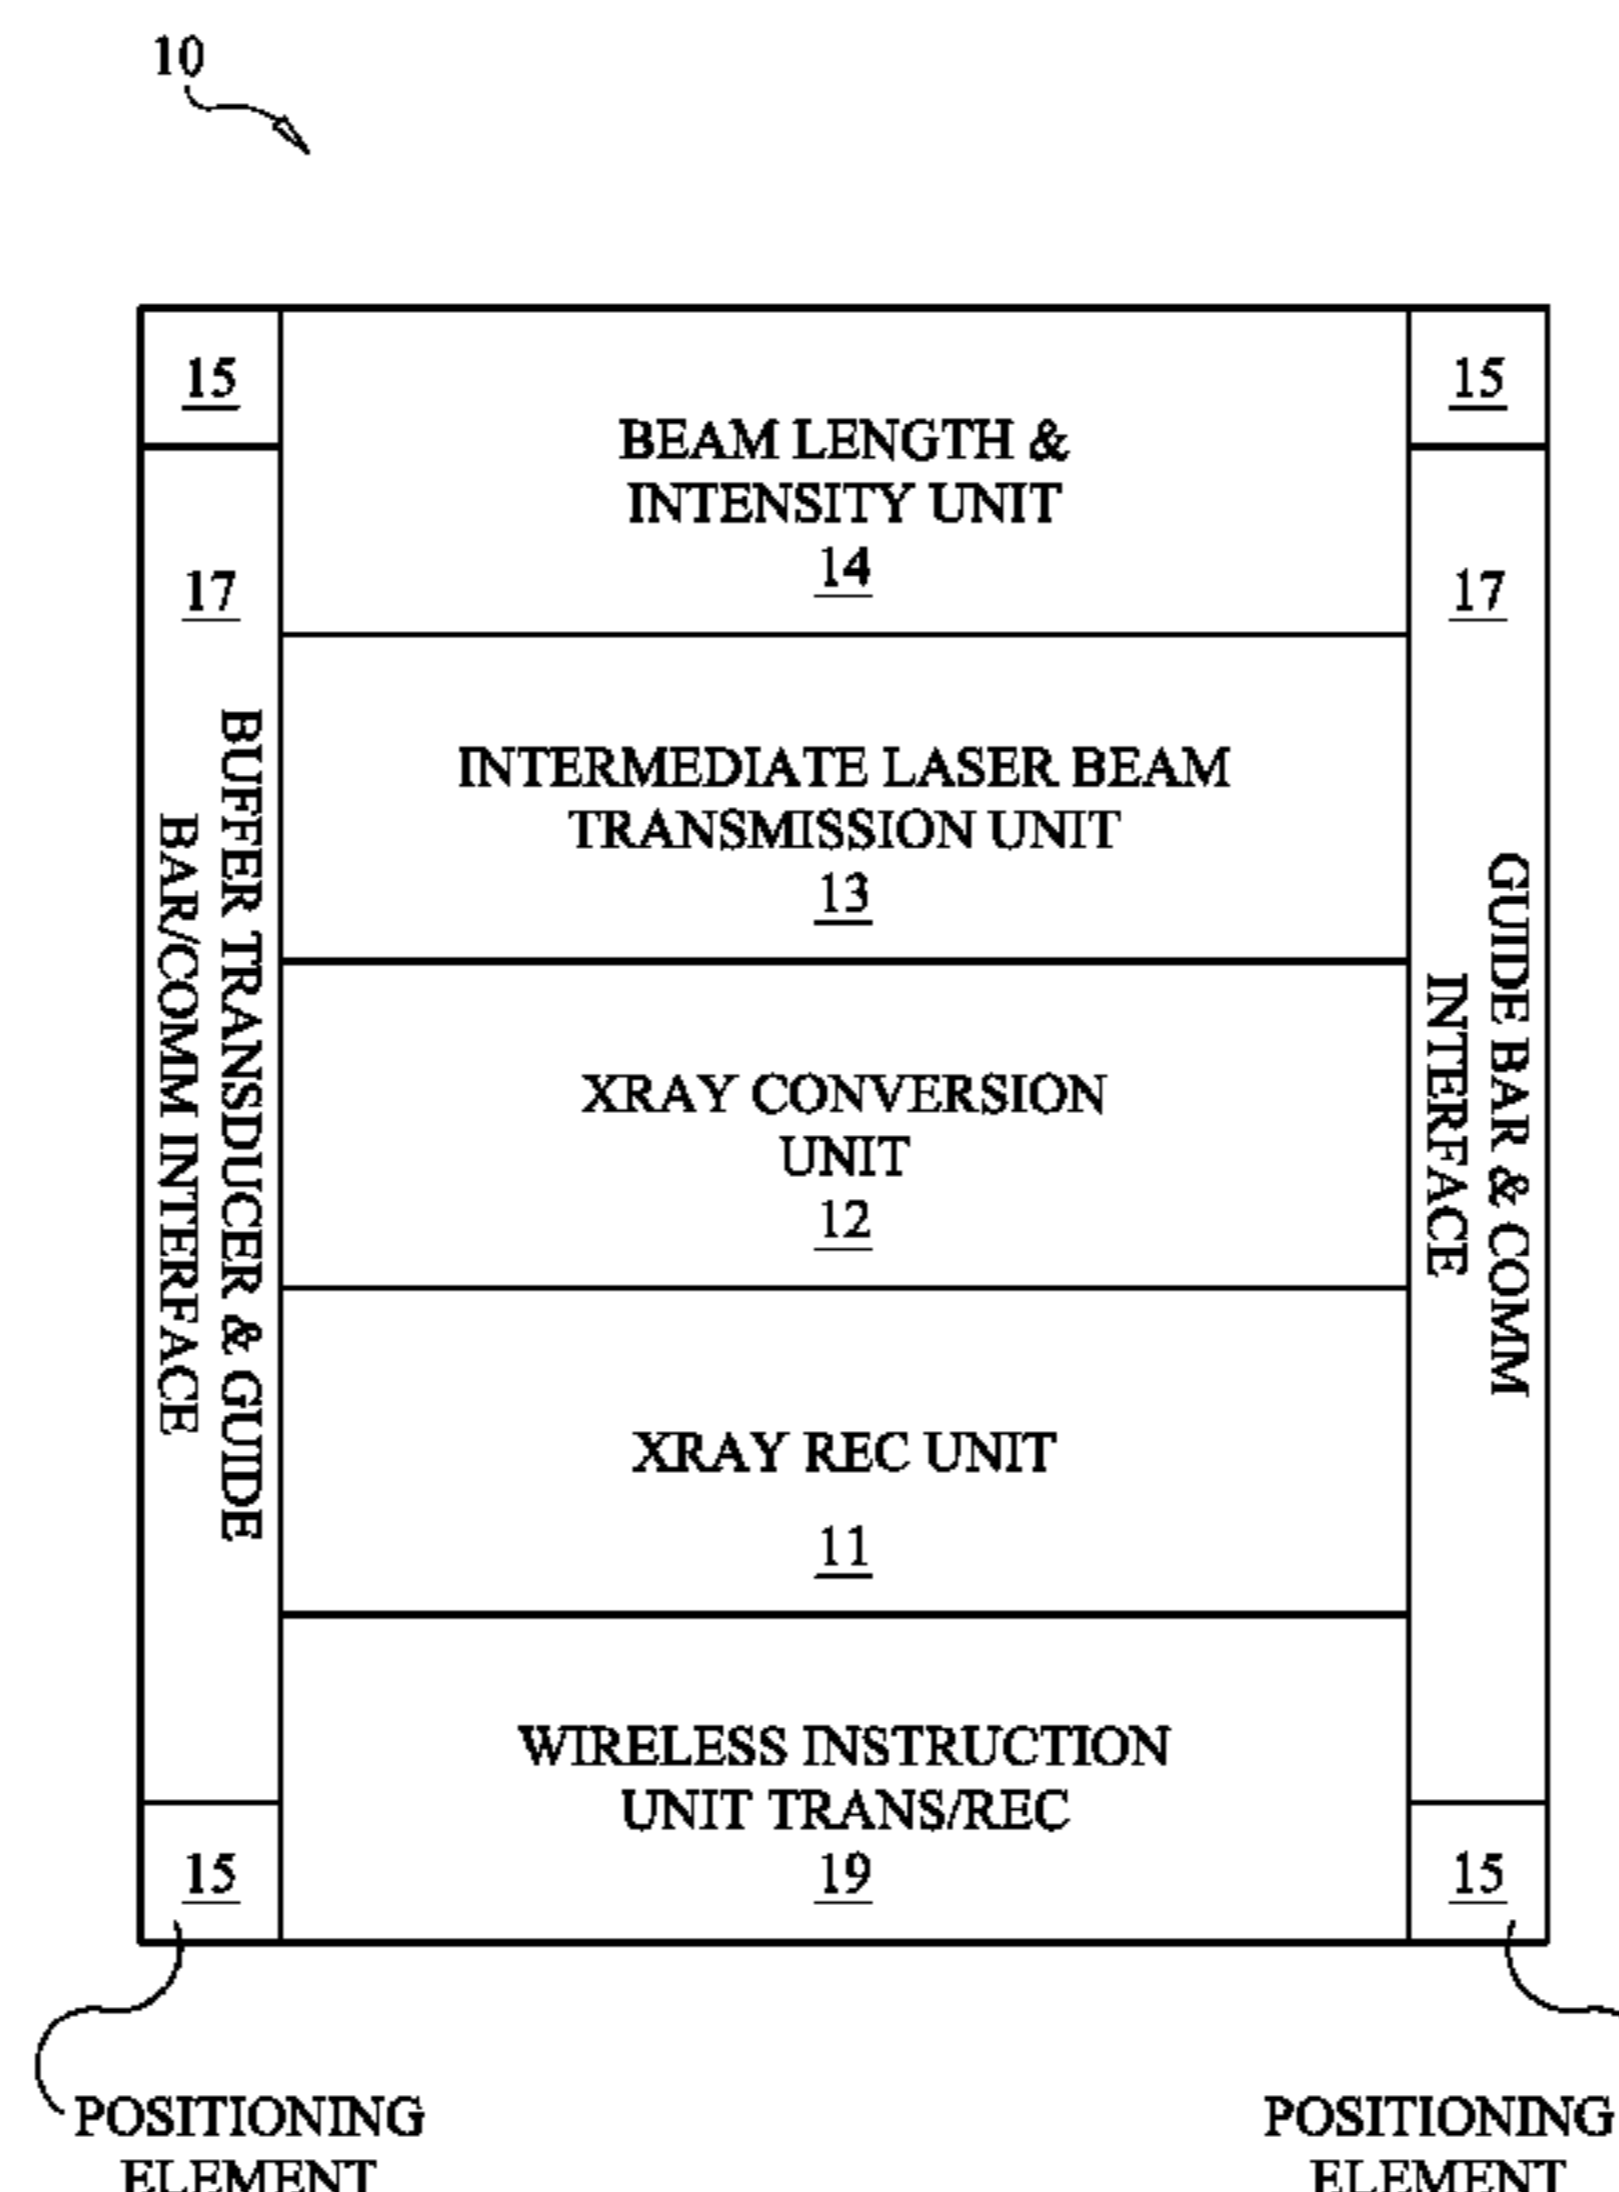 10
15
15
BEAM LENGTH &
INTENSITY UNIT
14
17
17
INTERMEDIATE LASER BEAM
TRANSMISSION UNIT
13
BUFFER TRANSDUCER & GUIDE
BAR/COMM INTERFACE
GUIDE BAR & COMM
INTERFACE
XRAY CONVERSION
UNIT
12
XRAY REC UNIT
11
WIRELESS INSTRUCTION
UNIT TRANS/REC
19
15
15
POSITIONING
ELEMENT
POSITIONING
ELEMENT